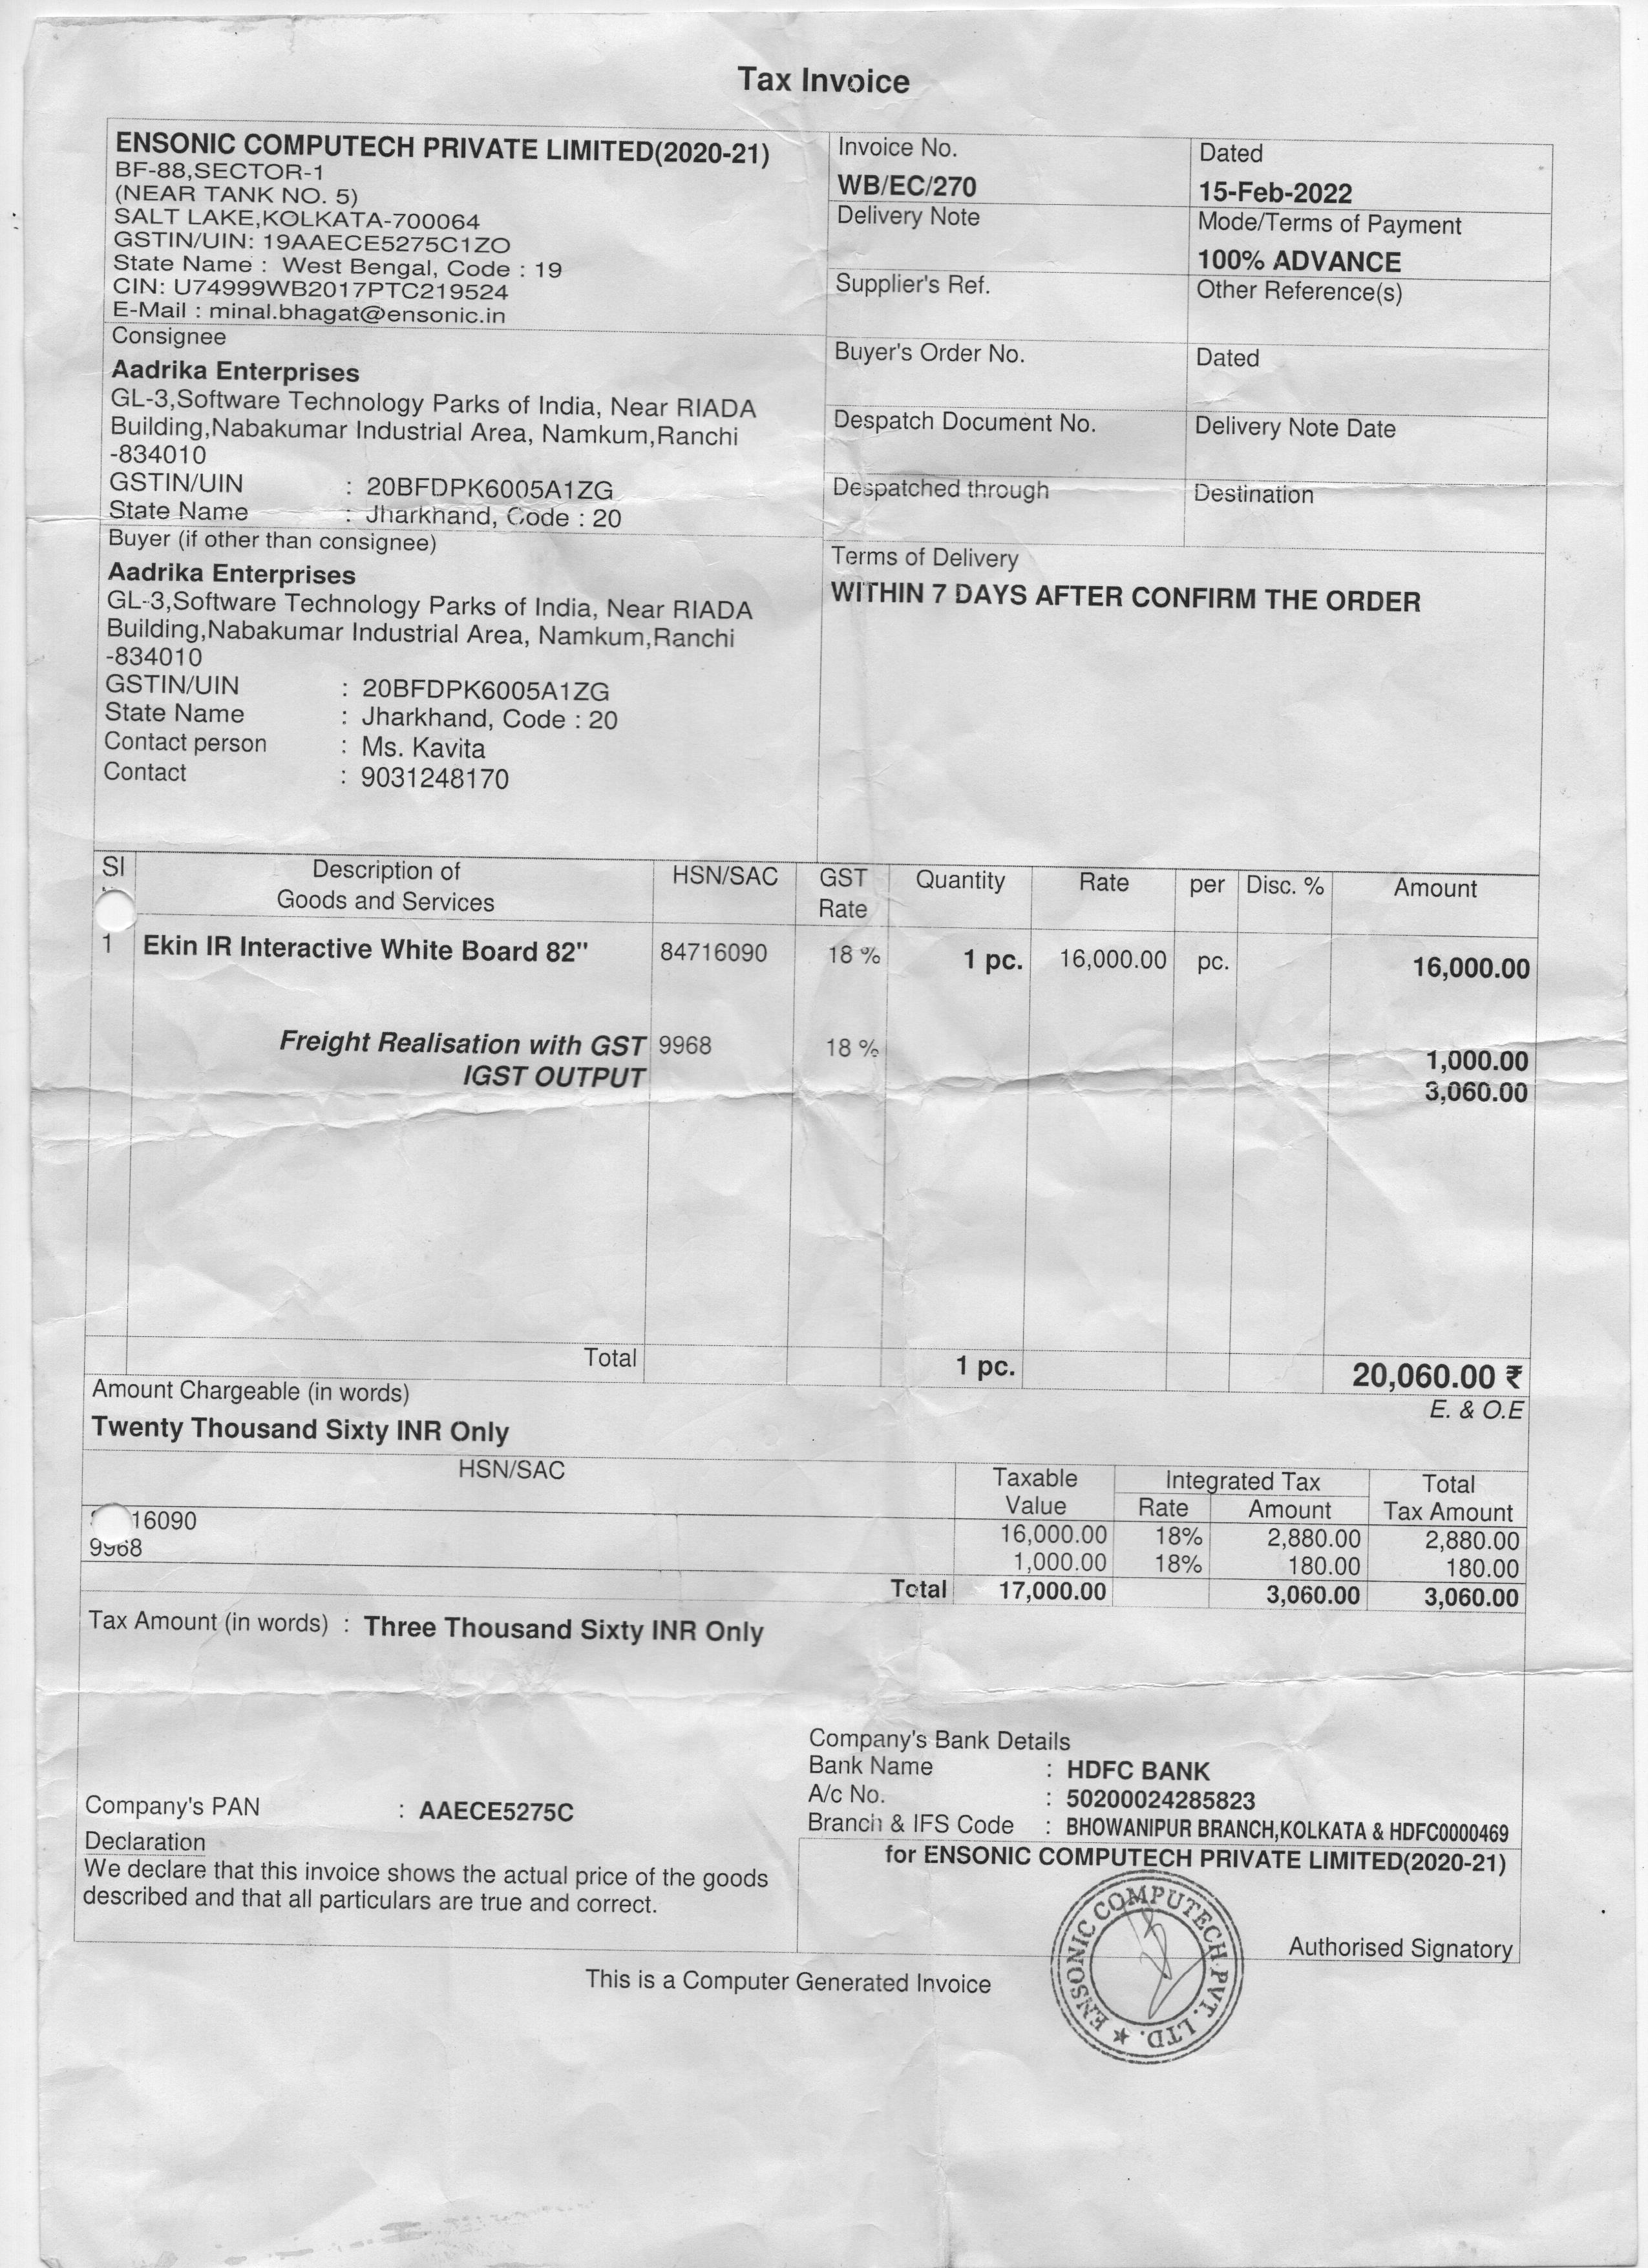 Tax Invoice
ENSONIC COMPUTECH PRIVATE LIMITED(2020-21)
BF-88,SECTOR-1
(NEAR TANK NO. 5)
SALT LAKE,KOLKATA-700064
GSTIN/UIN: 19AAECE5275C1ZO
State Name : West Bengal, Code : 19
CIN: U74999WB2017PTC219524
E-Mail : minal.bhagat@ensonic.in
Invoice No.
WB/EC/270
Dated
15-Feb-2022
Delivery Note
Mode/Terms of Payment
100% ADVANCE
Supplier's Ref.
Other Reference(s)
Buyer's Order No.
Dated
Despatch Document No.
Delivery Note Date
Despatched through
Destination
Terms of Delivery
WITHIN 7 DAYS AFTER CONFIRM THE ORDER
Consignee
Aadrika Enterprises
GL-3,Software Technology Parks of India, Near RIADA
Building,Nabakumar Industrial Area, Namkum,Ranchi
-834010
GSTIN/UIN : 20BFDPK6005A1ZG
State Name : Jharkhand, Code : 20
Buyer (if other than consignee)
Aadrika Enterprises
GL-3,Software Technology Parks of India, Near RIADA
Building,Nabakumar Industrial Area, Namkum,Ranchi
-834010
GSTIN/UIN : 20BFDPK6005A1ZG
State Name : Jharkhand, Code : 20
Contact person : Ms. Kavita
Contact : 9031248170
Sl Description of Goods and Services HSN/SAC GST Rate Quantity Rate per Disc. % Amount
1 Ekin IR Interactive White Board 82" 84716090 18 % 1 pc. 16,000.00 pc. 16,000.00
Freight Realisation with GST 9968 18 % 1,000.00
IGST OUTPUT 3,060.00
Total 1 pc. 20,060.00 ₹
Amount Chargeable (in words) E. & O.E
Twenty Thousand Sixty INR Only
HSN/SAC Taxable Value Integrated Tax Rate Amount Total Tax Amount
16090 16,000.00 18% 2,880.00 2,880.00
9968 1,000.00 18% 180.00 180.00
Total 17,000.00 3,060.00 3,060.00
Tax Amount (in words) : Three Thousand Sixty INR Only
Company's Bank Details
Bank Name : HDFC BANK
A/c No. : 50200024285823
Branch & IFS Code : BHOWANIPUR BRANCH,KOLKATA & HDFC0000469
Company's PAN : AAECE5275C
Declaration
We declare that this invoice shows the actual price of the goods
described and that all particulars are true and correct.
for ENSONIC COMPUTECH PRIVATE LIMITED(2020-21)
ENSONIC COMPUTECH PVT. LTD. ★
Authorised Signatory
This is a Computer Generated Invoice